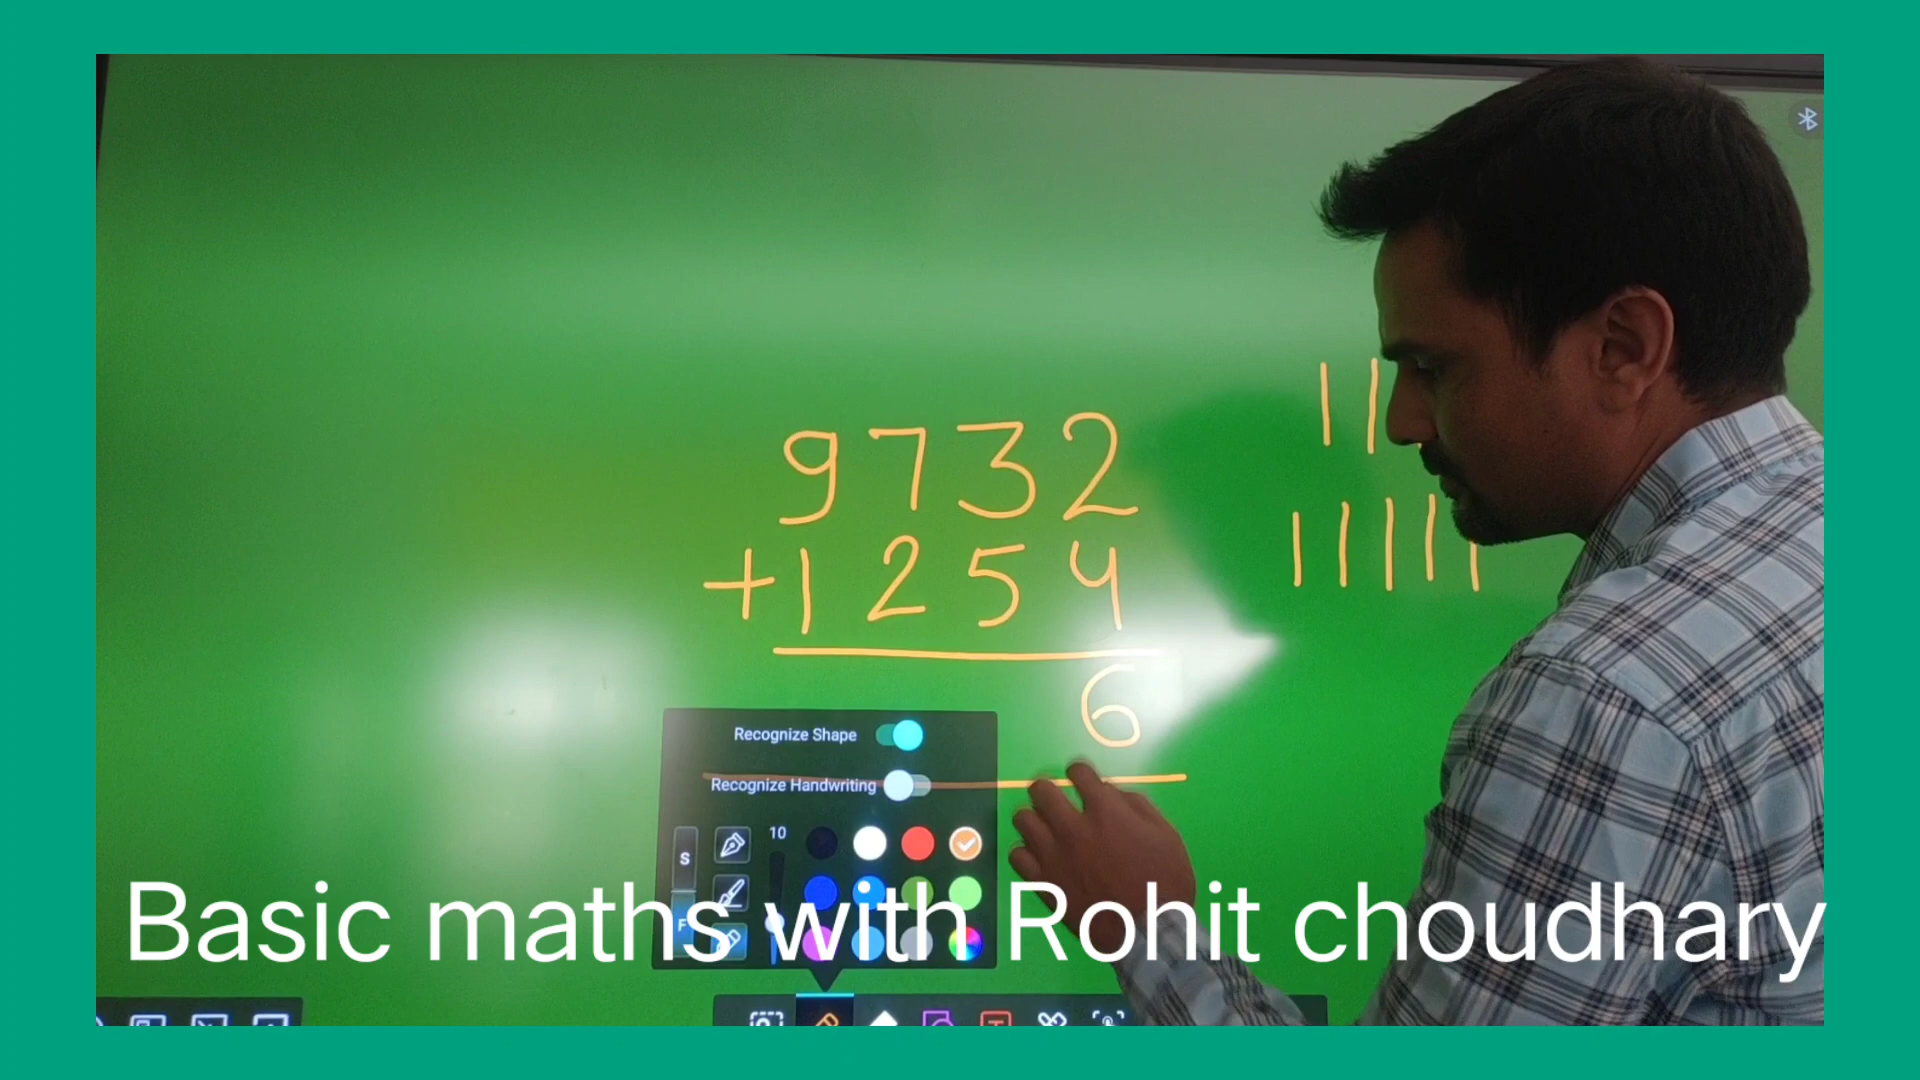 9732
+1254
6
Recognize Shape
Recognize Handwriting
10
S
F
Basic maths with Rohit choudhary